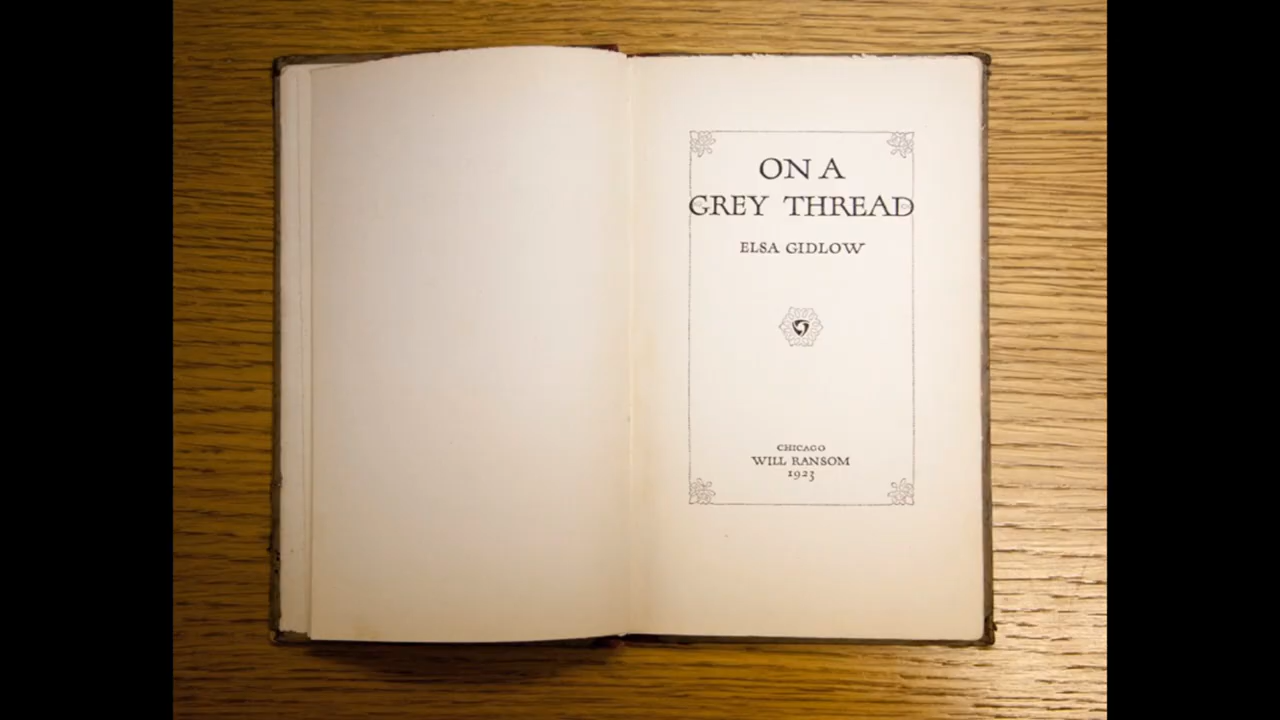 ON A
GREY THREAD
ELSA GIDLOW
CHICAGO
WILL RANSOM
1923